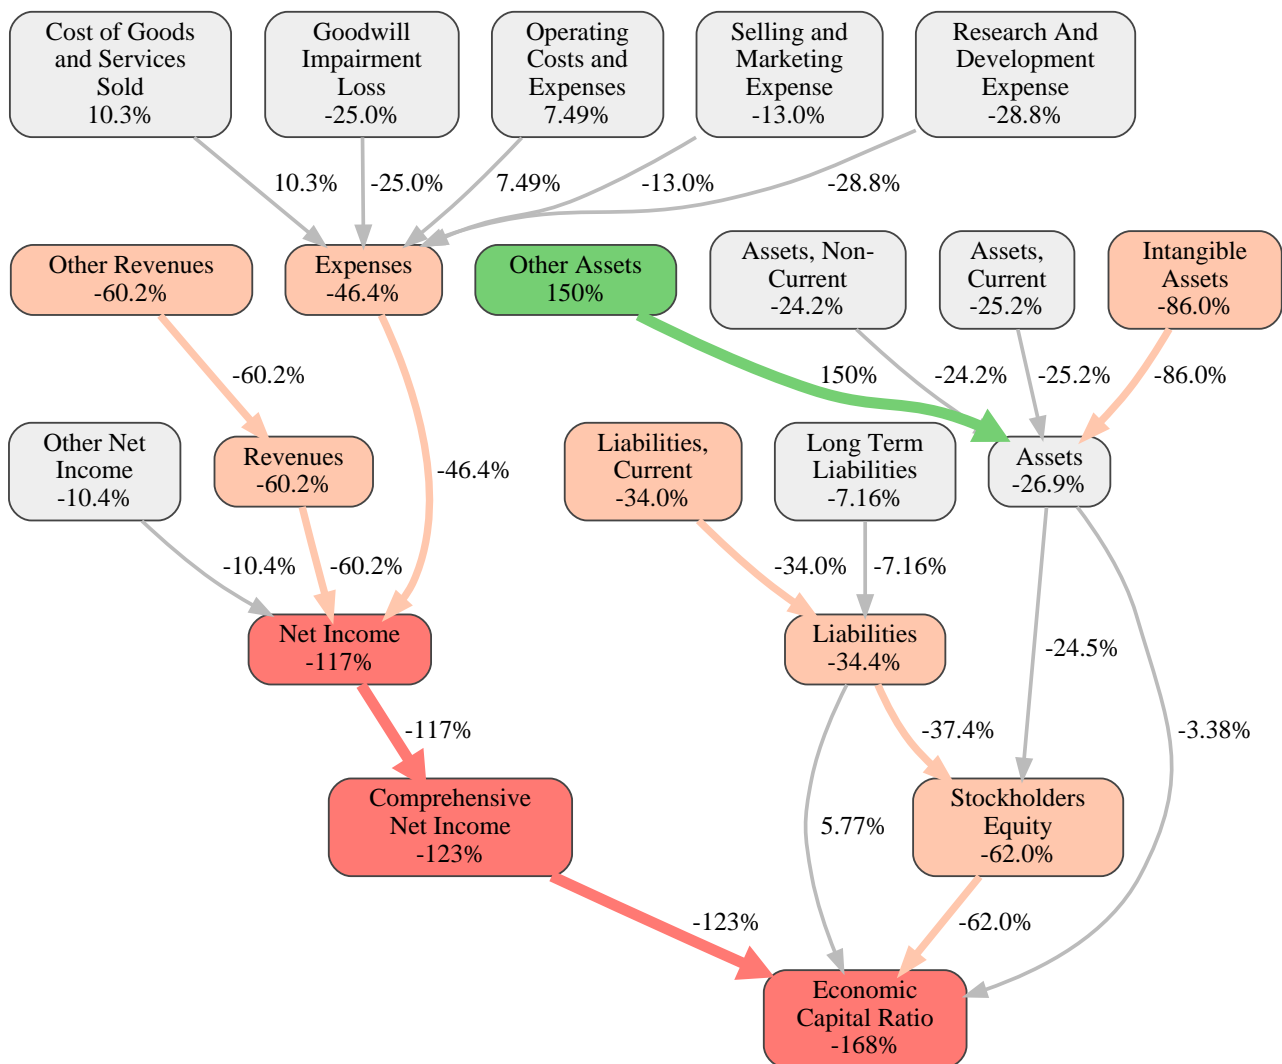 Cost of Goods
and Services
Sold
10.3%
Goodwill
Impairment
Loss
-25.0%
Operating
Costs and
Expenses
7.49%
Selling and
Marketing
Expense
-13.0%
Research And
Development
Expense
-28.8%
10.3%
-25.0%
7.49%
-13.0%
-28.8%
Other Revenues
-60.2%
Expenses
-46.4%
Other Assets
150%
Assets, Non-
Current
-24.2%
Assets,
Current
-25.2%
Intangible
Assets
-86.0%
-60.2%
150%
-24.2%
-25.2%
-86.0%
Other Net
Income
-10.4%
Revenues
-60.2%
-46.4%
Liabilities,
Current
-34.0%
Long Term
Liabilities
-7.16%
Assets
-26.9%
-10.4%
-60.2%
-34.0%
-7.16%
Net Income
-117%
Liabilities
-34.4%
-24.5%
-117%
-37.4%
-3.38%
Comprehensive
Net Income
-123%
5.77%
Stockholders
Equity
-62.0%
-123%
-62.0%
Economic
Capital Ratio
-168%